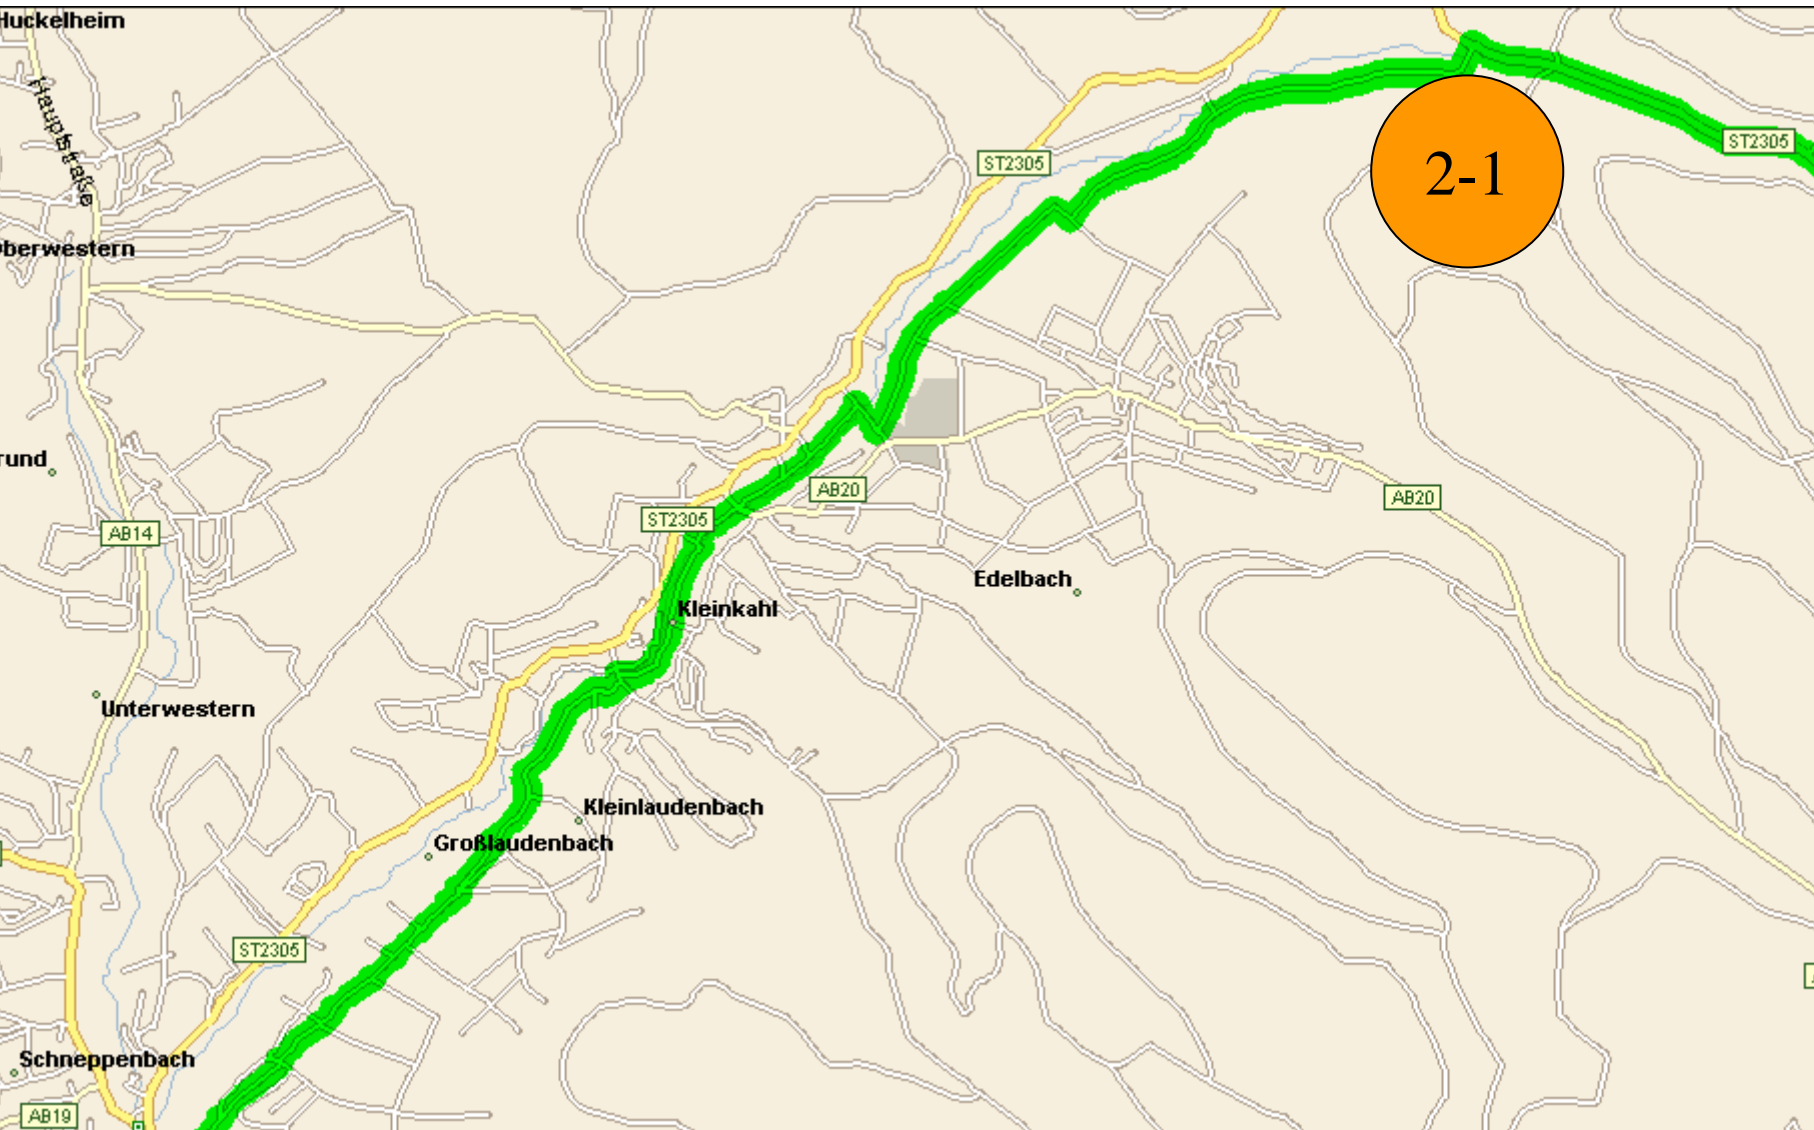 Huckelheim
Hauptstraße
ST2305
ST2305
2-1
Oberwestern
rund
AB20
AB20
ST2305
AB14
Edelbach
Kleinkahl
Unterwestern
Kleinlaudenbach
Großlaudenbach
ST2305
Schneppenbach
AB19